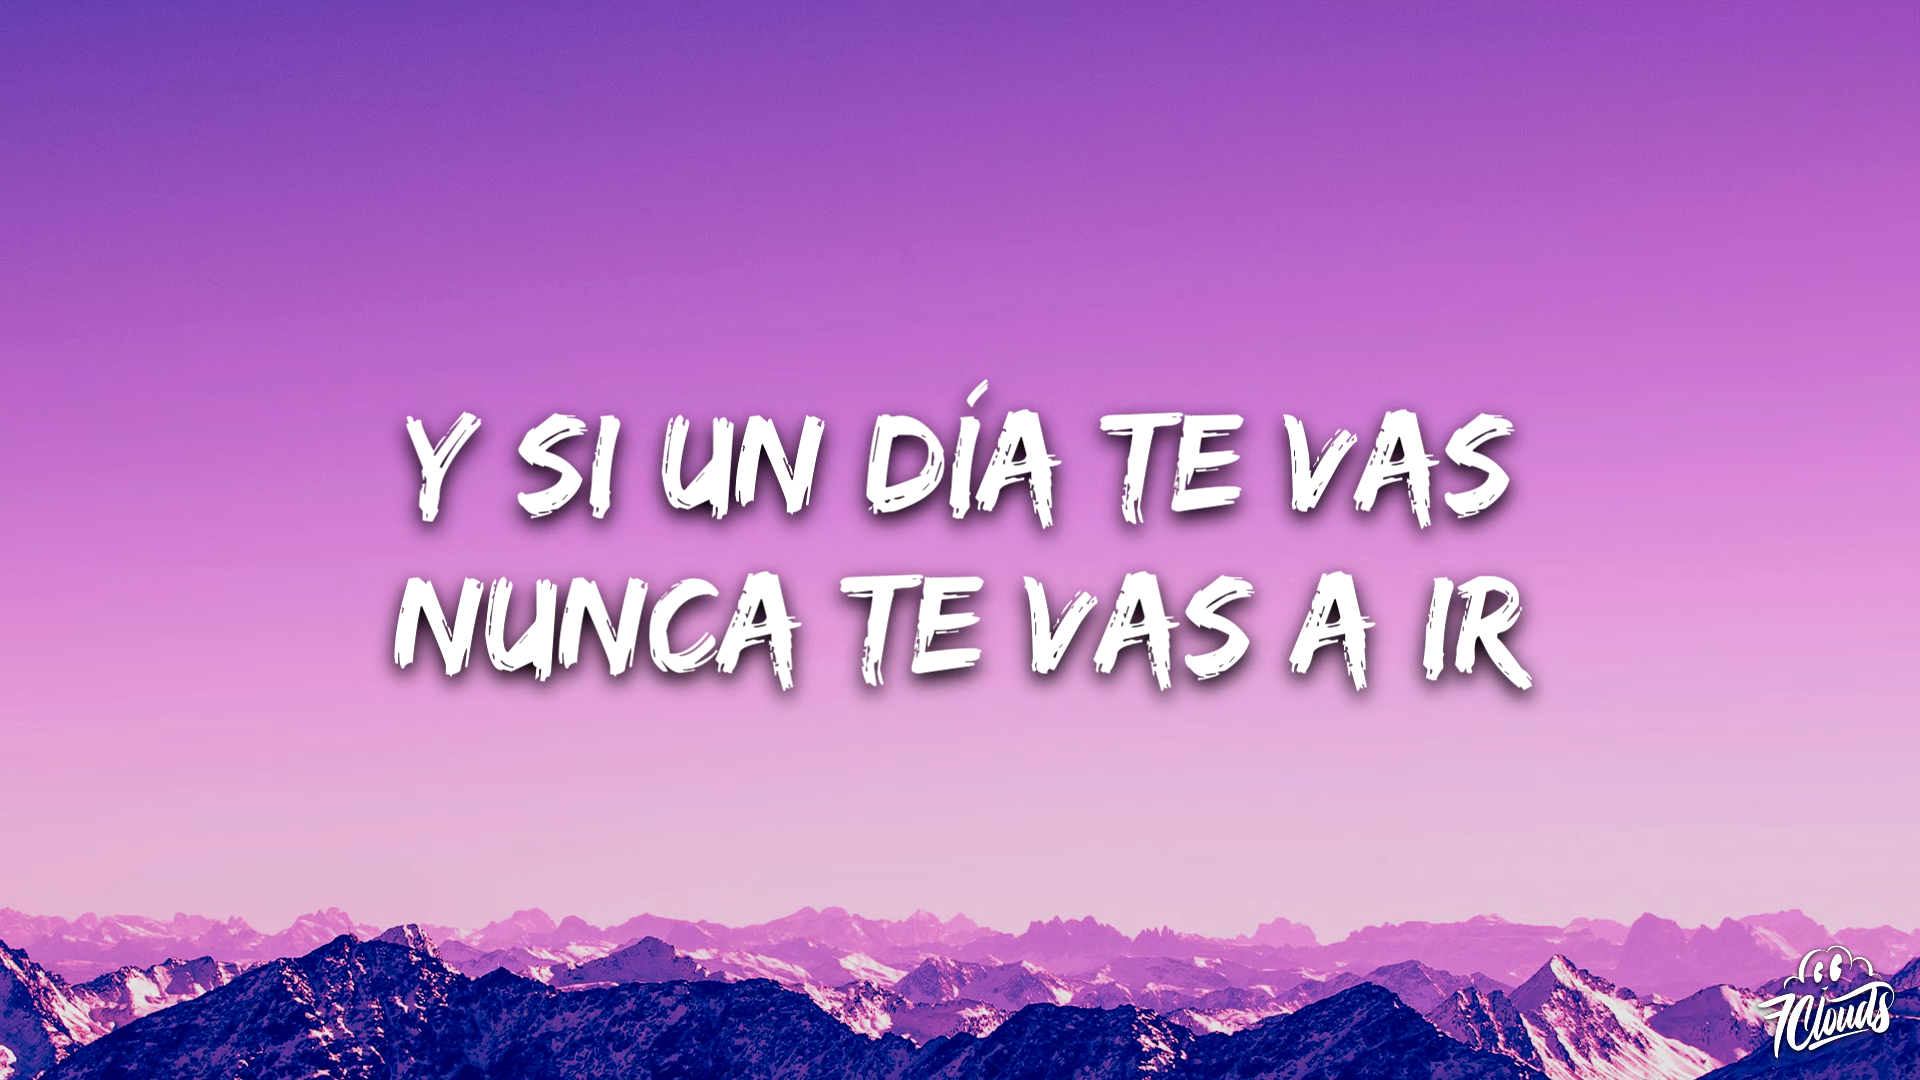 Y SI UN DÍA TE VAS
NUNCA TE VAS A IR
7Clouds